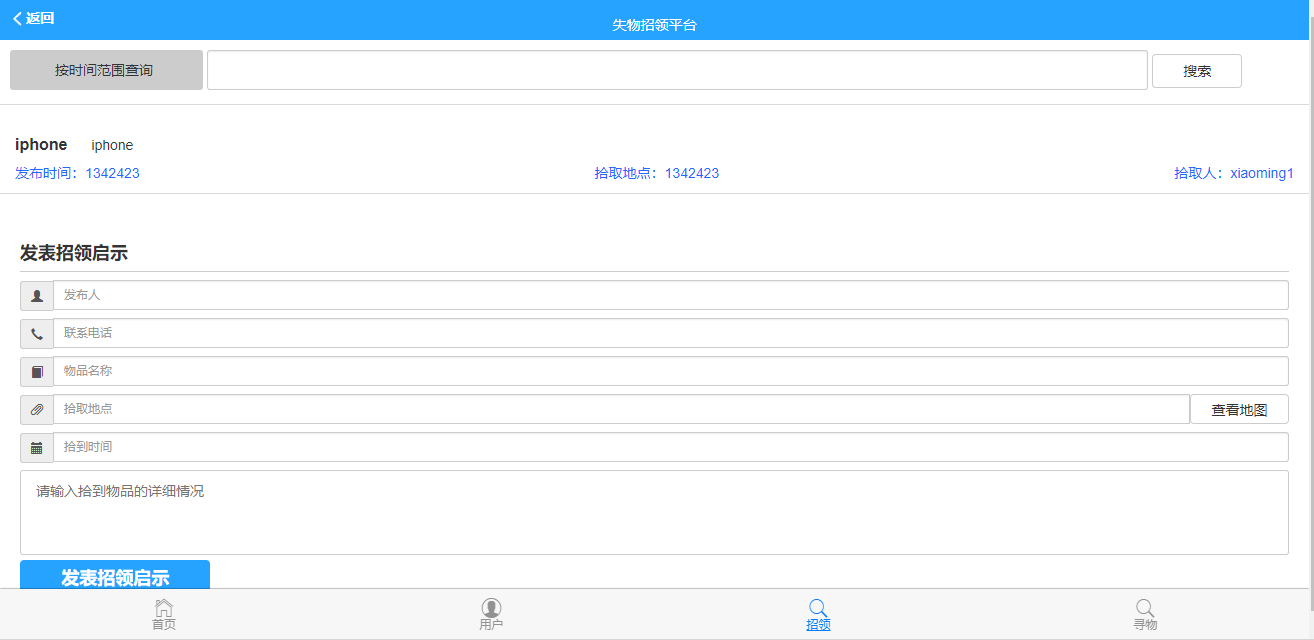 返回
失物招领平台
按时间范围查询 搜索
iphone iphone
发布时间：1342423 拾取地点：1342423 拾取人：xiaoming1
发表招领启示
发布人
联系电话
物品名称
拾取地点 查看地图
拾到时间
请输入拾到物品的详细情况
发表招领启示
首页 用户 招领 寻物